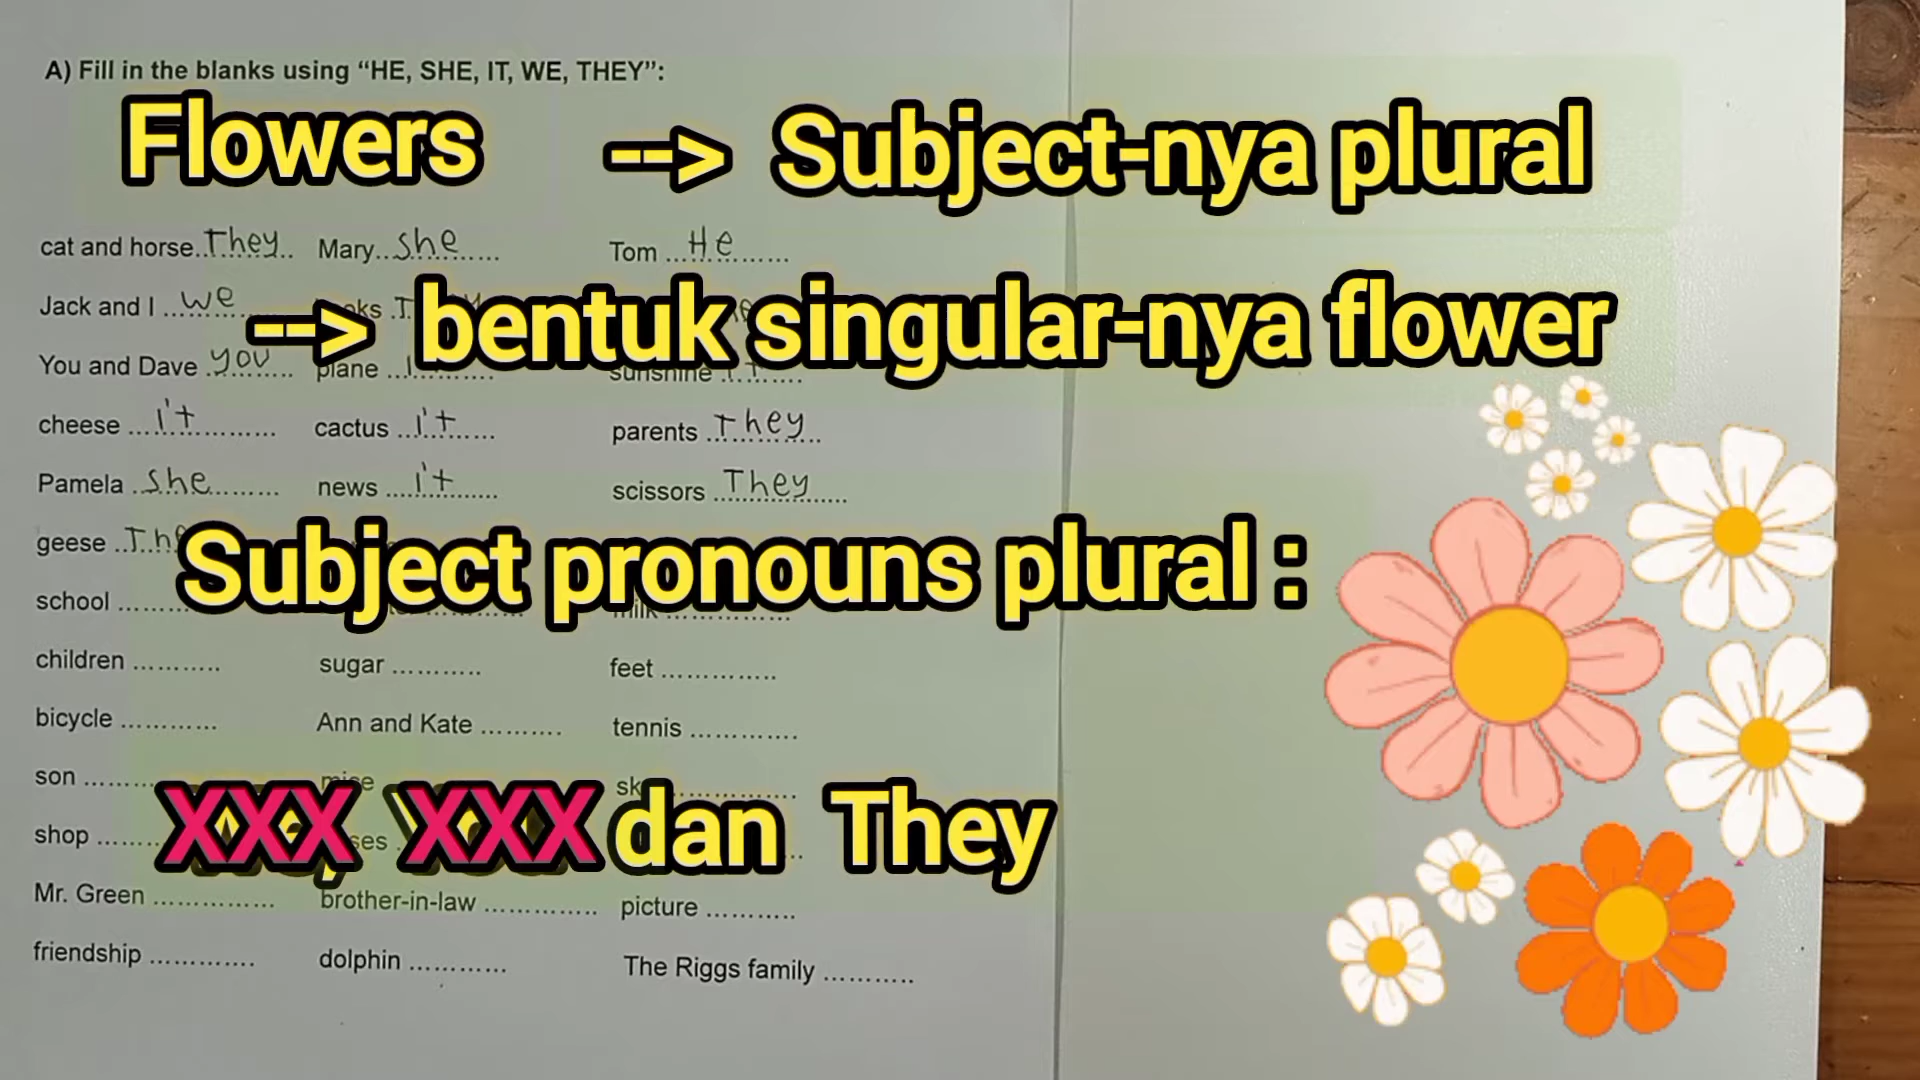 A) Fill in the blanks using “HE, SHE, IT, WE, THEY”:
Flowers --> Subject-nya plural
cat and horse..They.. Mary..she......... Tom ...He.......
Jack and I ...we
--> bentuk singular-nya flower
You and Dave .you...... plane ... sunshine
cheese ...it............ cactus ..it....... parents ..They..
Pamela ..she......... news ....it...... scissors ..They......
geese
Subject pronouns plural :
school ........ milk ..............
children ........... sugar ........... feet ..............
bicycle ............ Ann and Kate .......... tennis .............
son ........
XXX XXX dan They
shop ........
Mr. Green ............... brother-in-law .............. picture ...........
friendship ............. dolphin ............ The Riggs family ...........